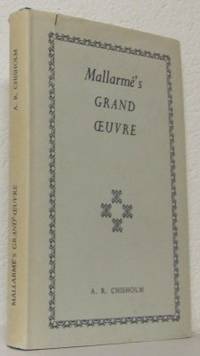 Mallarmé's
GRAND
ŒUVRE
A. R. CHISHOLM
MALLARMÉ'S GRAND ŒUVRE
A. R. CHISHOLM